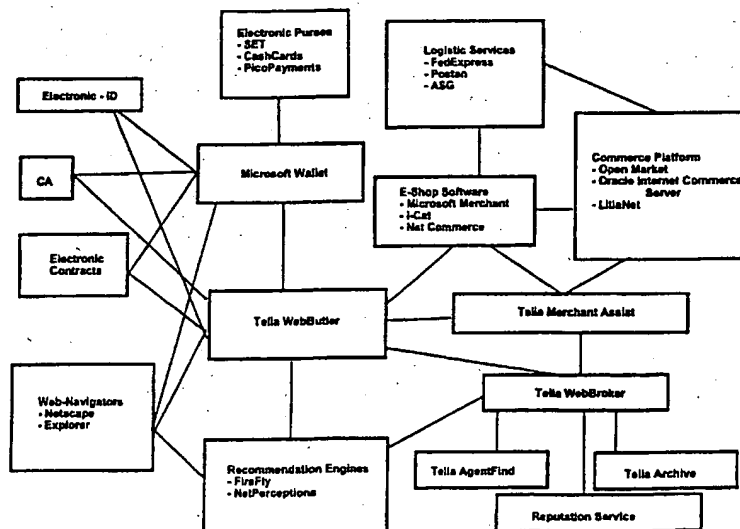 Electronic Purses
- SET
- CashCards
- PicoPayments
Logistic Services
- FedExpress
- Posten
- ASG
Electronic - ID
Commerce Platform
- Open Market
- Oracle Internet Commerce
Server
- LitiaNet
CA
Microsoft Wallet
E-Shop Software
- Microsoft Merchant
- I-Cat
- Net Commerce
Electronic
Contracts
Telia WebButler
Telia Merchant Assist
Web-Navigators
- Netscape
- Explorer
Telia WebBroker
Recommendation Engines
- FireFly
- NetPerceptions
Telia AgentFind
Telia Archive
Reputation Service